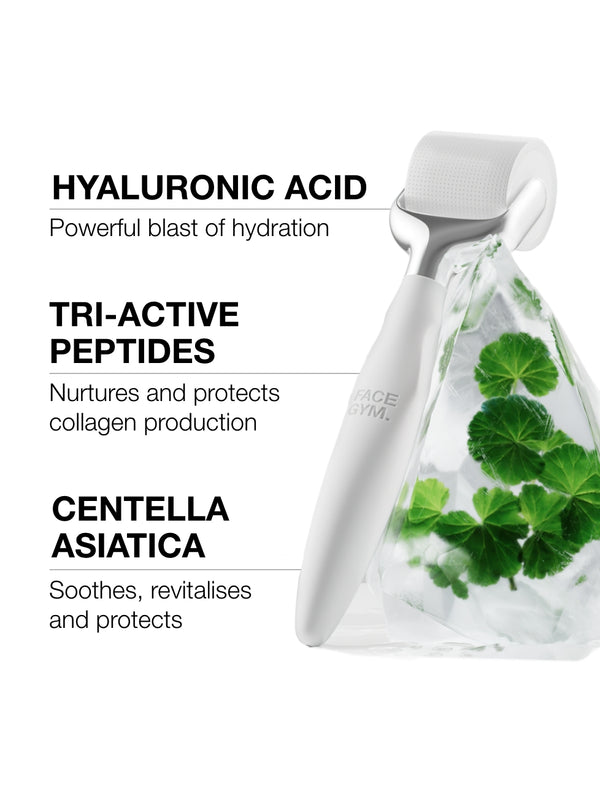 HYALURONIC ACID
Powerful blast of hydration
TRI-ACTIVE
PEPTIDES
Nurtures and protects
collagen production
FACE
GYM.
CENTELLA
ASIATICA
Soothes, revitalises
and protects